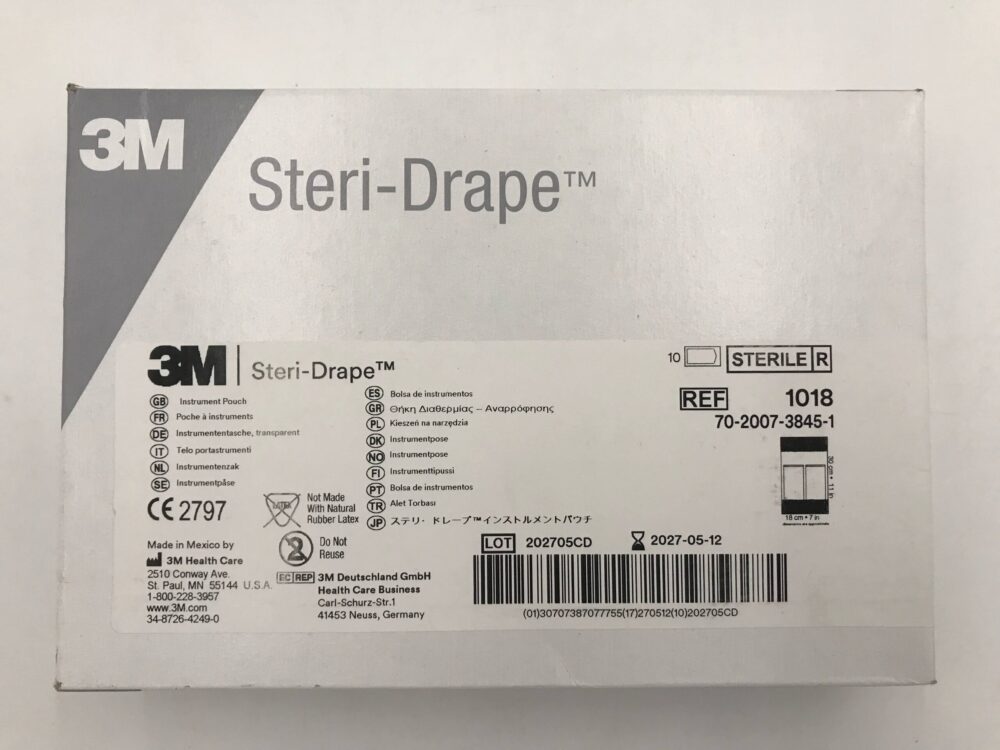 3M
Steri-Drape™
3M | Steri-Drape™
GB Instrument Pouch
FR Poche à instruments
DE Instrumententasche, transparent
IT Telo portastrumenti
NL Instrumentenzak
SE Instrumentpåse
ES Bolsa de instrumentos
GR Θήκη Διαθερμίας – Αναρρόφησης
PL Kieszeń na narzędzia
DK Instrumentpose
NO Instrumentpose
FI Instrumenttipussi
PT Bolsa de instrumentos
TR Alet Torbası
JP ステリ・ドレープ™インストルメントパウチ
10 STERILE R
REF 1018
70-2007-3845-1
30 cm • 11 in
18 cm • 7 in
dimensions are approximate
CE 2797
LATEX
Not Made
With Natural
Rubber Latex
2
Do Not
Reuse
Made in Mexico by
3M Health Care
2510 Conway Ave.
St. Paul, MN 55144 U.S.A.
1-800-228-3957
www.3M.com
34-8726-4249-0
EC REP 3M Deutschland GmbH
Health Care Business
Carl-Schurz-Str.1
41453 Neuss, Germany
LOT 202705CD 2027-05-12
(01)30707387077755(17)270512(10)202705CD